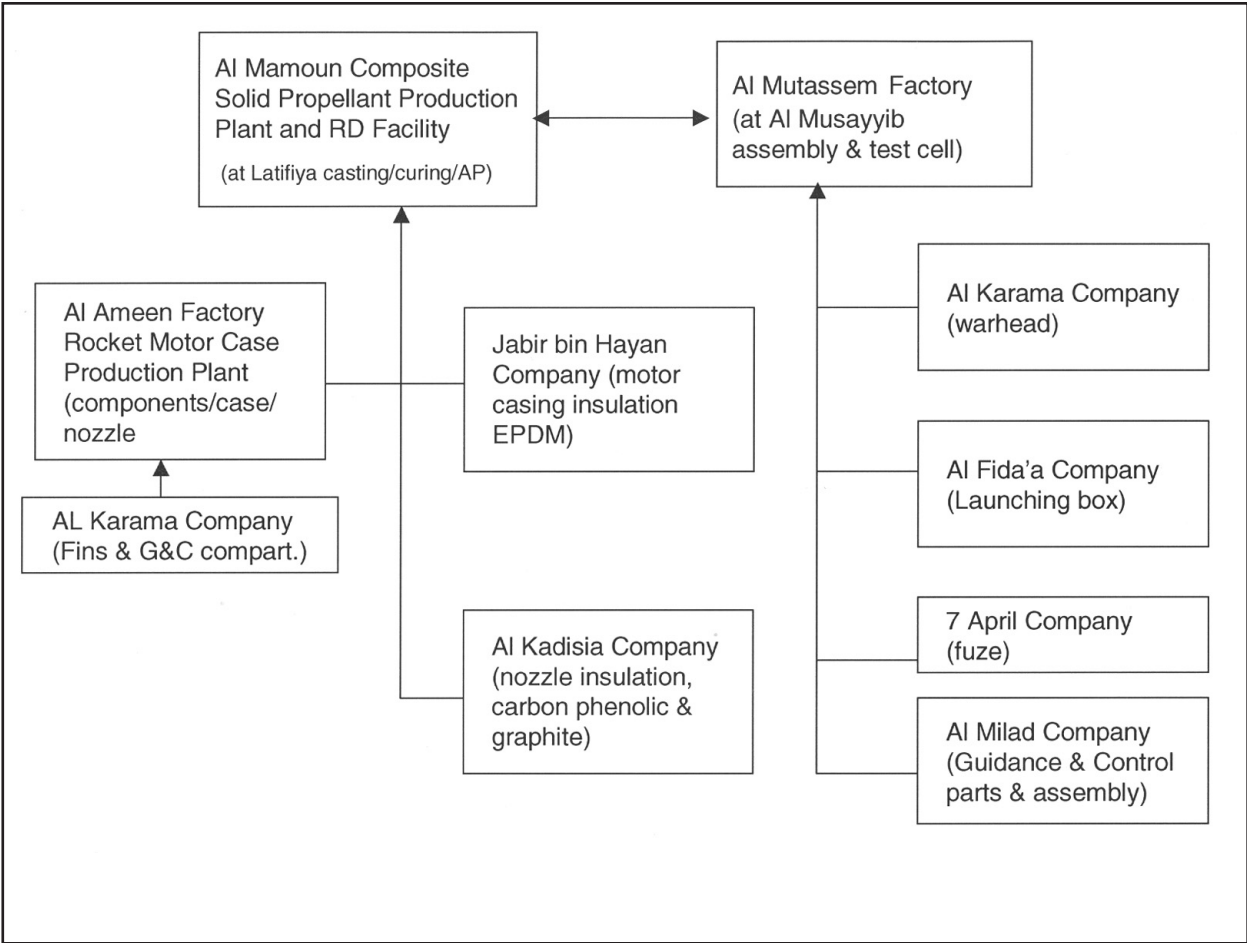 Al Mamoun Composite
Solid Propellant Production
Plant and RD Facility
(at Latifiya casting/curing/AP)
Al Mutassem Factory
(at Al Musayyib
assembly & test cell)
Al Ameen Factory
Rocket Motor Case
Production Plant
(components/case/
nozzle
AL Karama Company
(Fins & G&C compart.)
Jabir bin Hayan
Company (motor
casing insulation
EPDM)
Al Kadisia Company
(nozzle insulation,
carbon phenolic &
graphite)
Al Karama Company
(warhead)
Al Fida’a Company
(Launching box)
7 April Company
(fuze)
Al Milad Company
(Guidance & Control
parts & assembly)